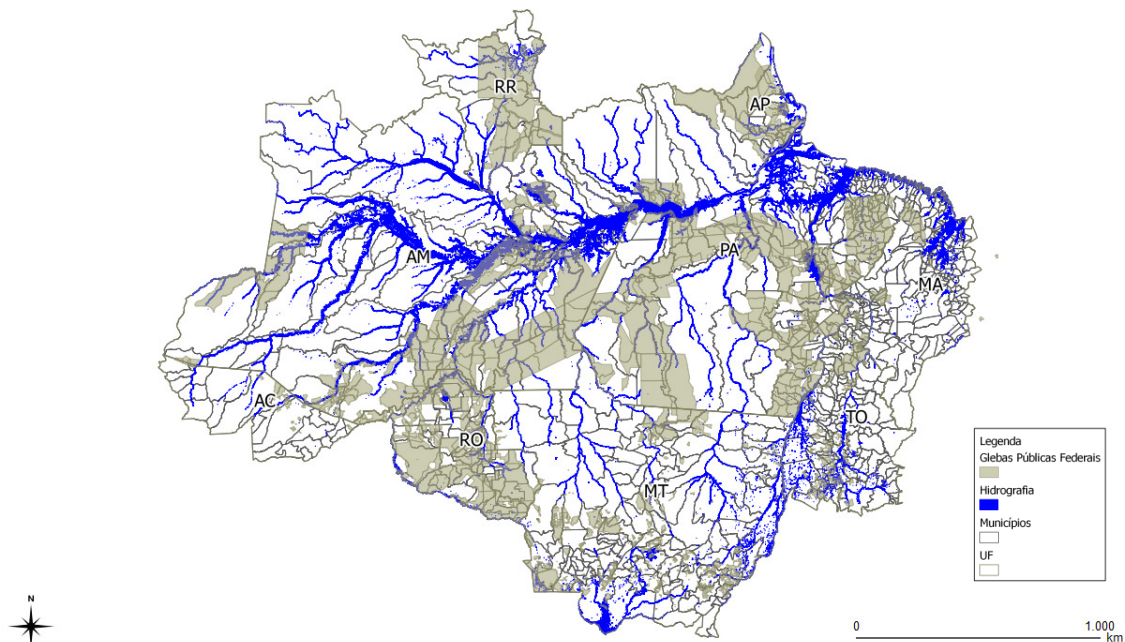 RR
AP
AM
PA
MA
AC
TO
RO
MT
Legenda
Glebas Públicas Federais
Hidrografia
Municípios
UF
N
0 1.000
km